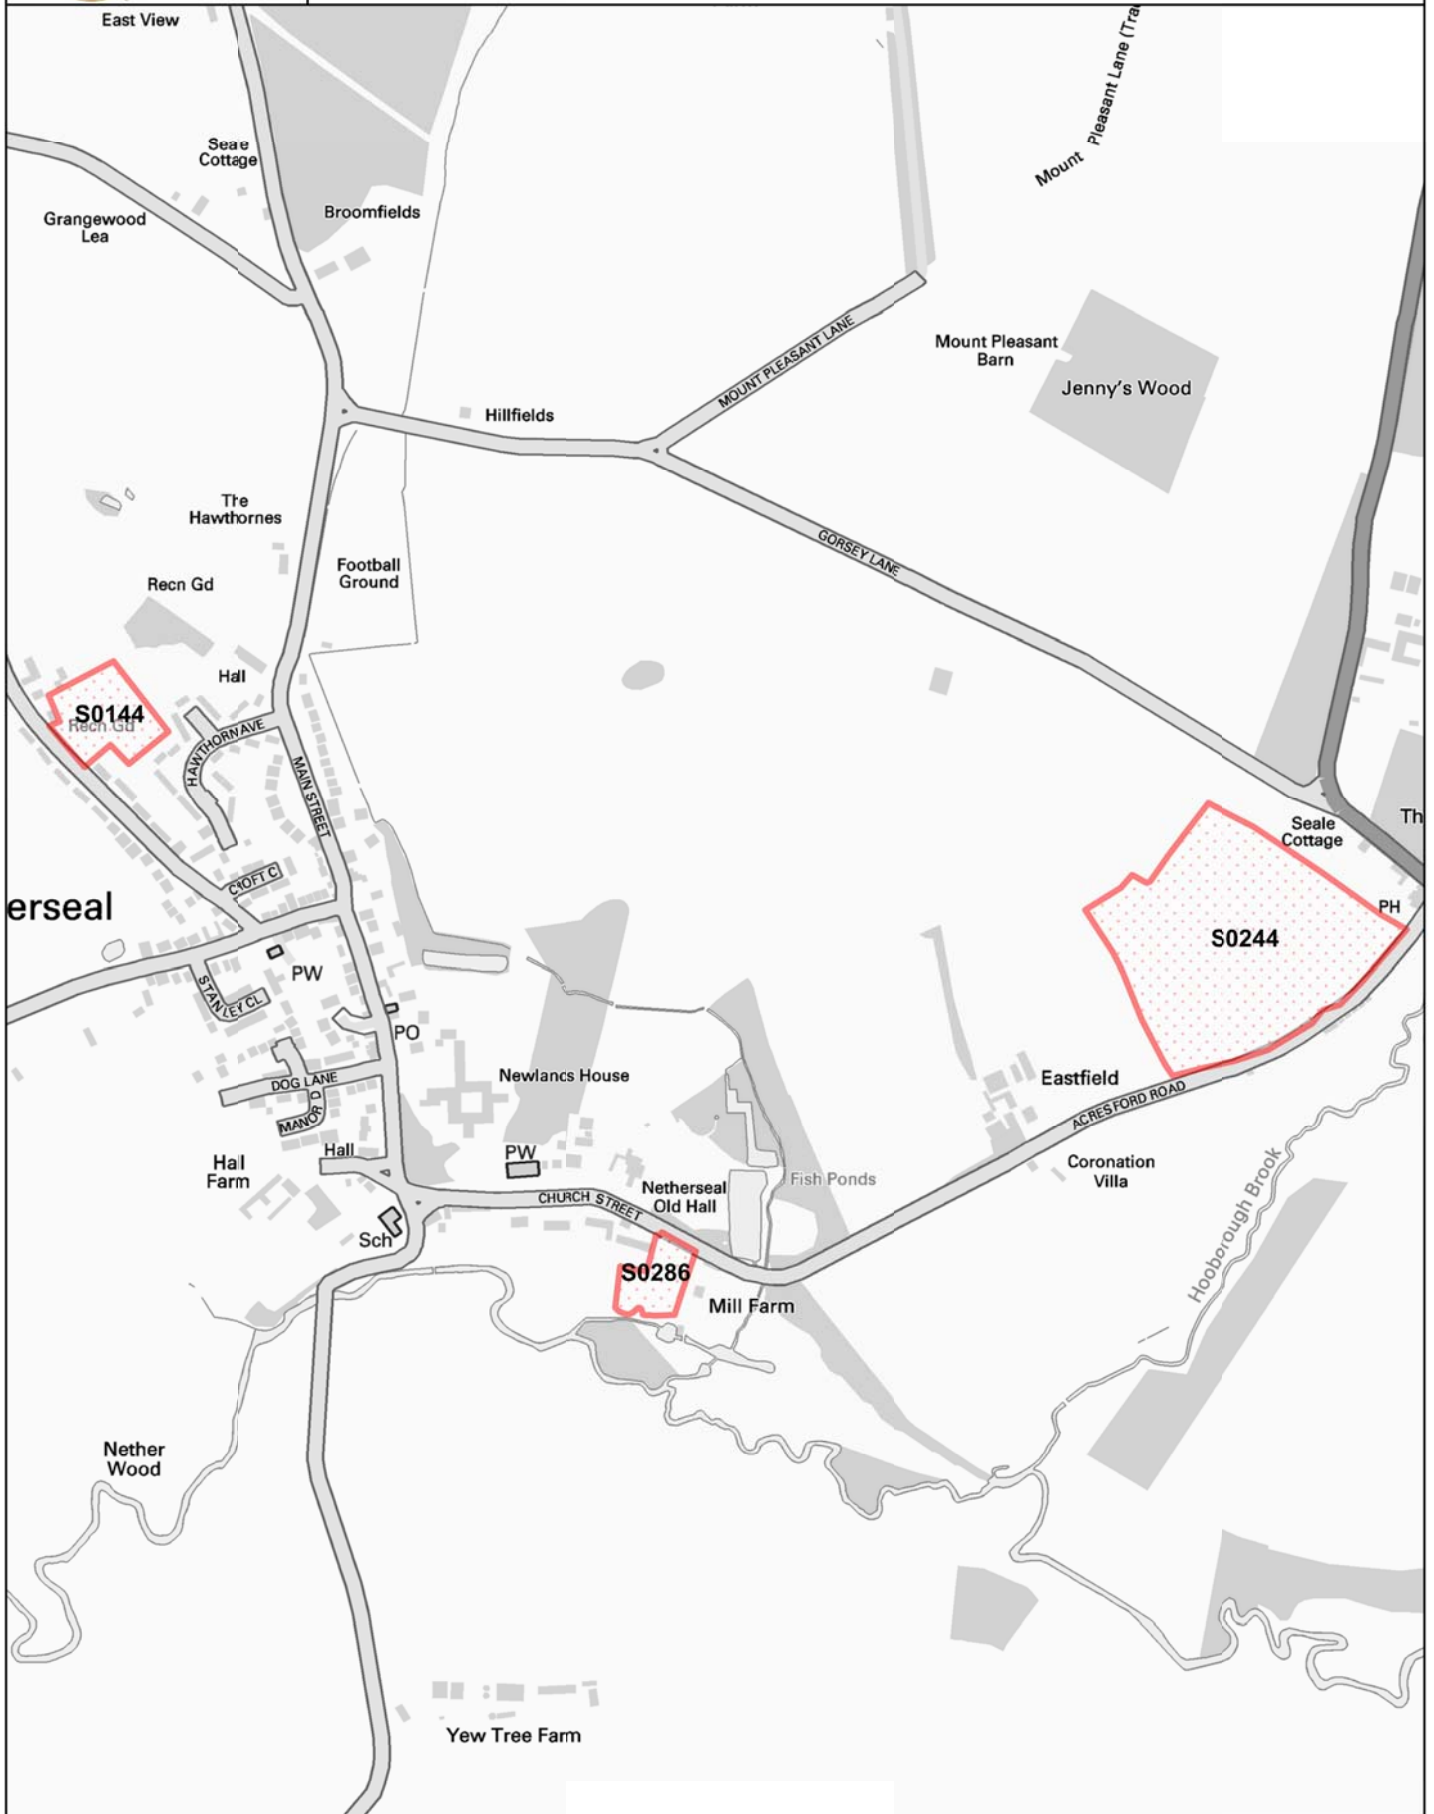 East View
Mount Pleasant Lane (Tra
Seale
Cottage
Grangewood
Lea
Broomfields
MOUNT PLEASANT LANE
Mount Pleasant
Barn
Jenny's Wood
Hillfields
The
Hawthornes
GORSEY LANE
Football
Ground
Recn Gd
Hall
S0144
Recn Gd
HAWTHORN AVE
MAIN STREET
Seale
Cottage
Th
CROFT C
erseal
PH
S0244
PW
STANLEY CL
PO
Newlands House
Eastfield
DOG LANE
MANOR D
ACRESFORD ROAD
Hall
PW
Hall
Farm
Coronation
Villa
Fish Ponds
Netherseal
Old Hall
CHURCH STREET
Hooborough Brook
Sch
S0286
Mill Farm
Nether
Wood
Yew Tree Farm